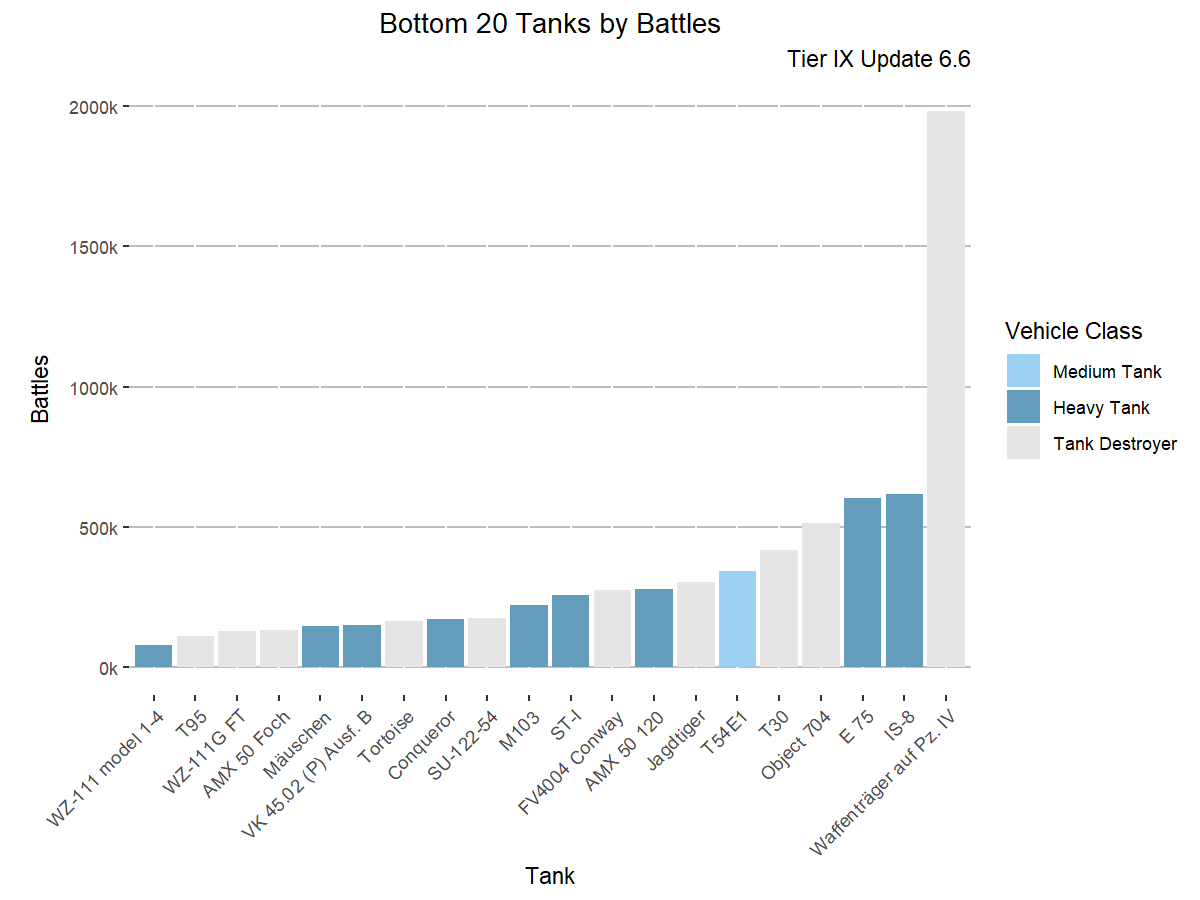 Bottom 20 Tanks by Battles
Tier IX Update 6.6
Battles
2000k
1500k
1000k
500k
0k
WZ-111 model 1-4
T95
WZ-111G FT
AMX 50 Foch
Mäuschen
VK 45.02 (P) Ausf. B
Tortoise
Conqueror
SU-122-54
M103
ST-I
FV4004 Conway
AMX 50 120
Jagdtiger
T54E1
T30
Object 704
E 75
IS-8
Waffenträger auf Pz. IV
Tank
Vehicle Class
Medium Tank
Heavy Tank
Tank Destroyer